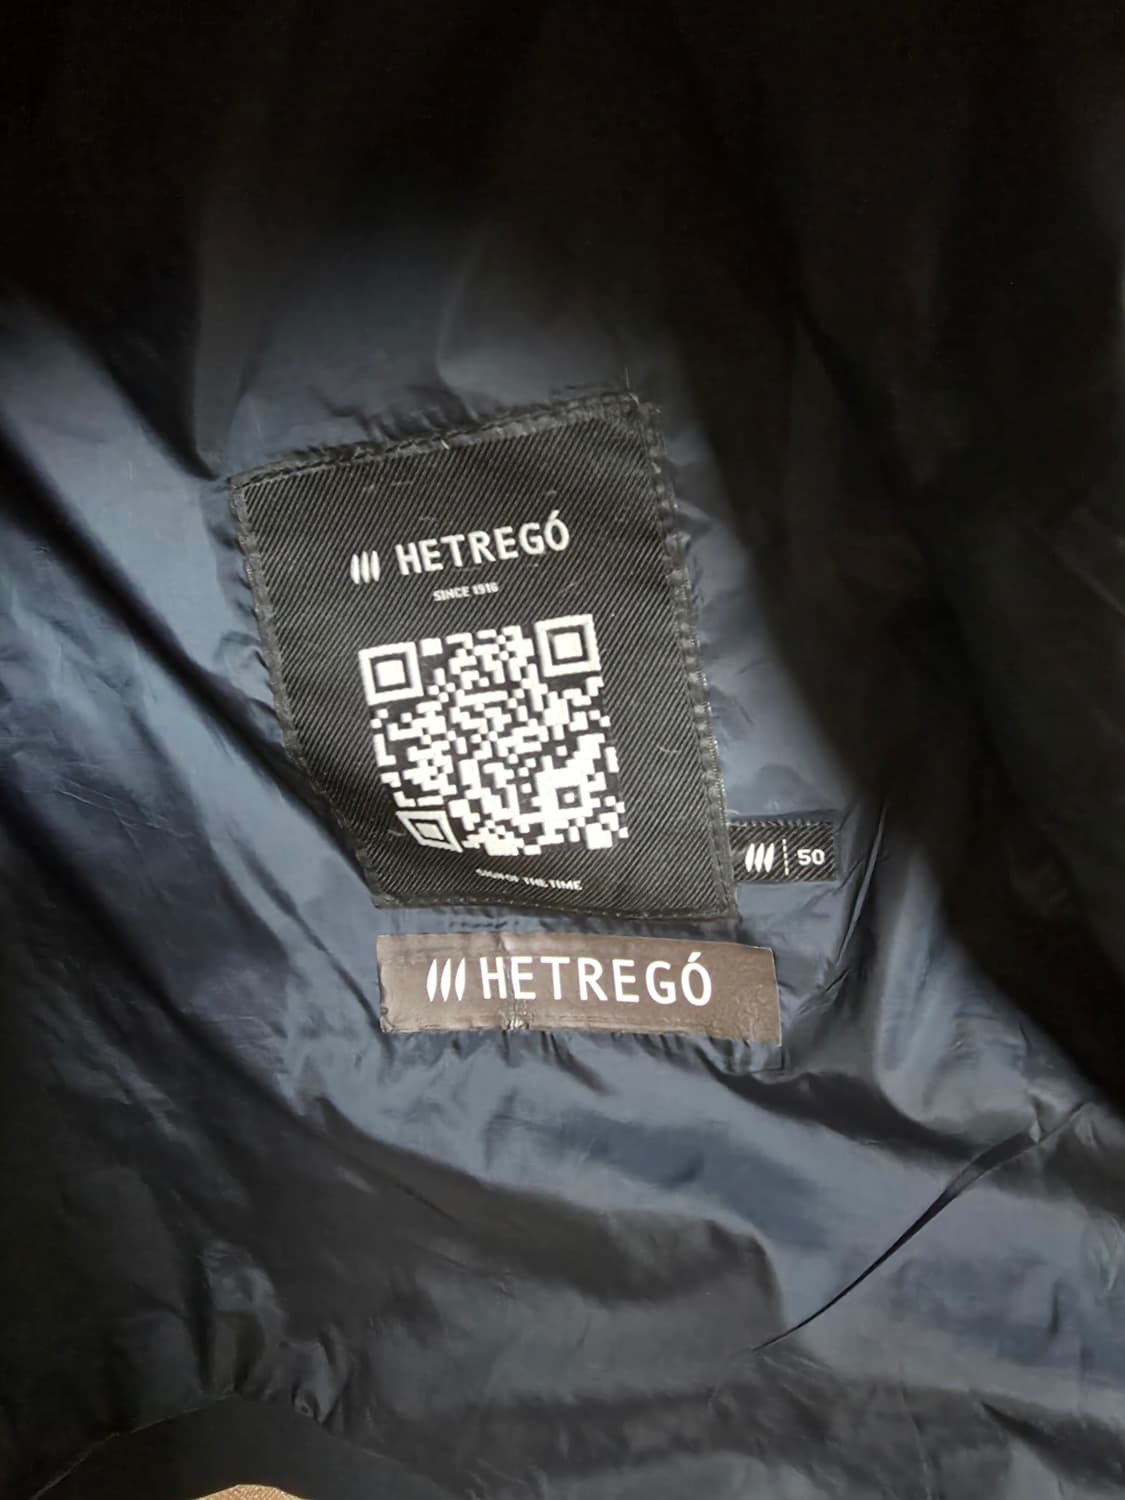 HETREGÓ
SINCE 1916
SIGN OF THE TIME
50
HETREGÓ